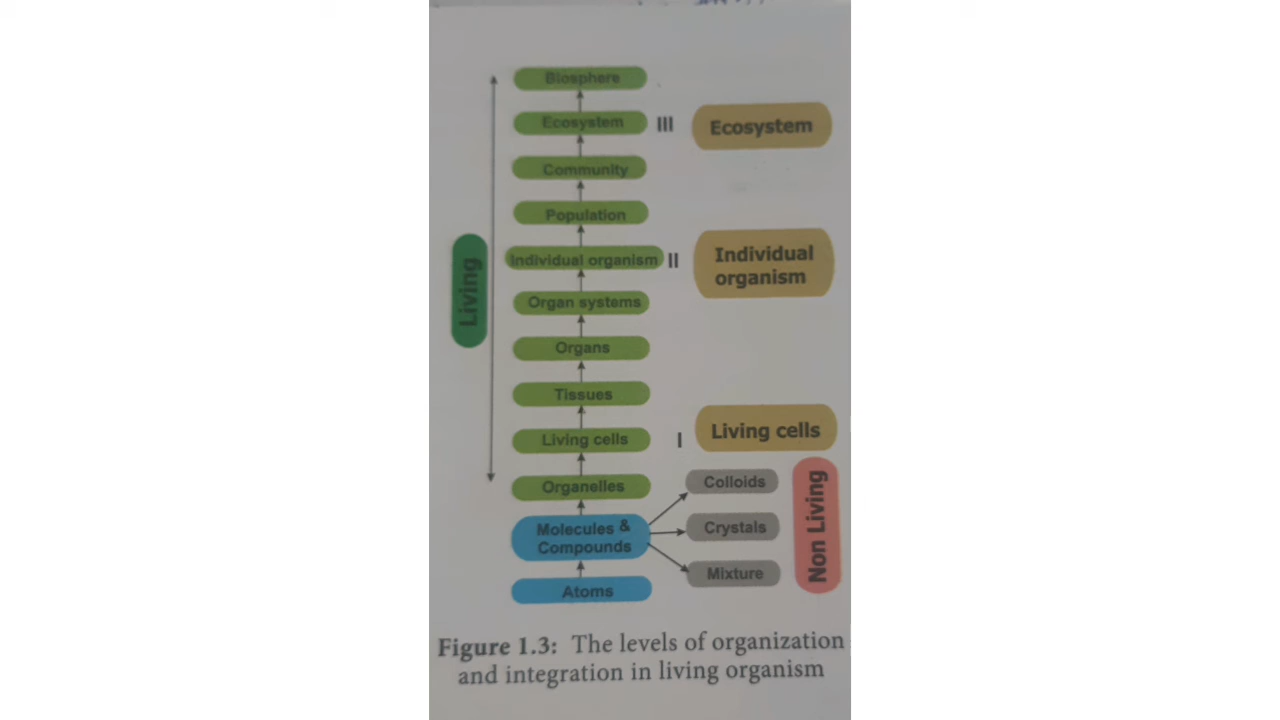 Biosphere
Ecosystem III
Ecosystem
Community
Population
Individual organism II
Individual
organism
Living
Organ systems
Organs
Tissues
Living cells I
Living cells
Organelles
Colloids
Molecules &
Compounds
Crystals
Non Living
Mixture
Atoms
Figure 1.3: The levels of organization
and integration in living organism